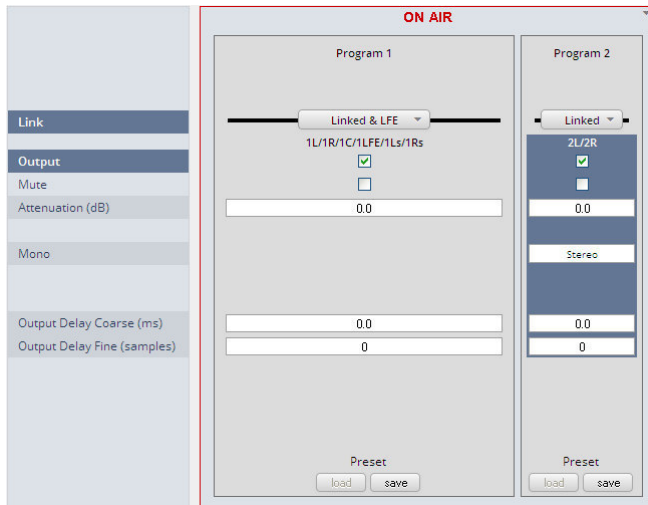 ON AIR
Program 1
Program 2
Link
Linked & LFE
Linked
1L/1R/1C/1LFE/1Ls/1Rs
2L/2R
Output
Mute
Attenuation (dB)
0.0
0.0
Mono
Stereo
Output Delay Coarse (ms)
0.0
0.0
Output Delay Fine (samples)
0
0
Preset
Preset
load
save
load
save